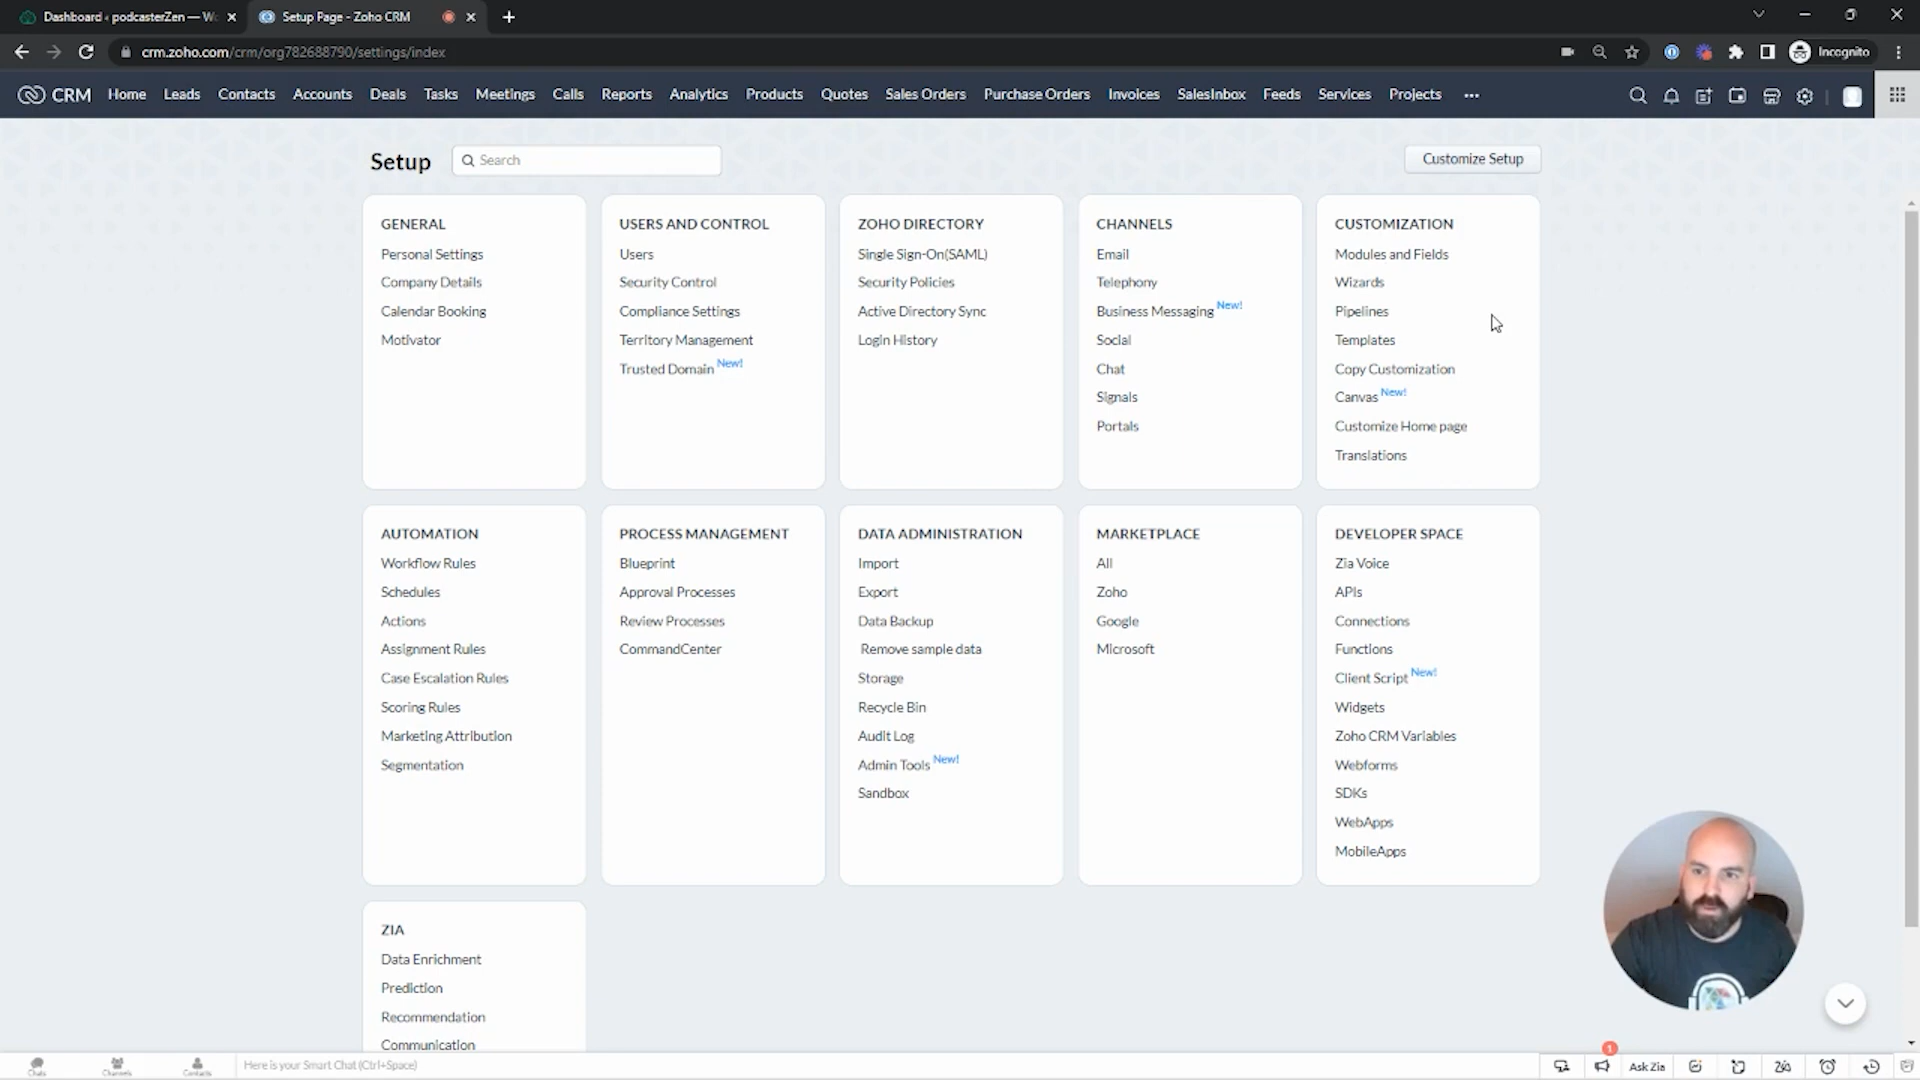 Dashboard ‹ podcasterZen — Wo
Setup Page - Zoho CRM
crm.zoho.com/crm/org782688790/settings/index
Incognito
CRM Home Leads Contacts Accounts Deals Tasks Meetings Calls Reports Analytics Products Quotes Sales Orders Purchase Orders Invoices SalesInbox Feeds Services Projects ...
Setup
Search
Customize Setup
GENERAL
Personal Settings
Company Details
Calendar Booking
Motivator
USERS AND CONTROL
Users
Security Control
Compliance Settings
Territory Management
Trusted Domain New!
ZOHO DIRECTORY
Single Sign-On(SAML)
Security Policies
Active Directory Sync
Login History
CHANNELS
Email
Telephony
Business Messaging New!
Social
Chat
Signals
Portals
CUSTOMIZATION
Modules and Fields
Wizards
Pipelines
Templates
Copy Customization
Canvas New!
Customize Home page
Translations
AUTOMATION
Workflow Rules
Schedules
Actions
Assignment Rules
Case Escalation Rules
Scoring Rules
Marketing Attribution
Segmentation
PROCESS MANAGEMENT
Blueprint
Approval Processes
Review Processes
CommandCenter
DATA ADMINISTRATION
Import
Export
Data Backup
Remove sample data
Storage
Recycle Bin
Audit Log
Admin Tools New!
Sandbox
MARKETPLACE
All
Zoho
Google
Microsoft
DEVELOPER SPACE
Zia Voice
APIs
Connections
Functions
Client Script New!
Widgets
Zoho CRM Variables
Webforms
SDKs
WebApps
MobileApps
ZIA
Data Enrichment
Prediction
Recommendation
Communication
Chats
Channels
Contacts
Here is your Smart Chat (Ctrl+Space)
1
Ask Zia